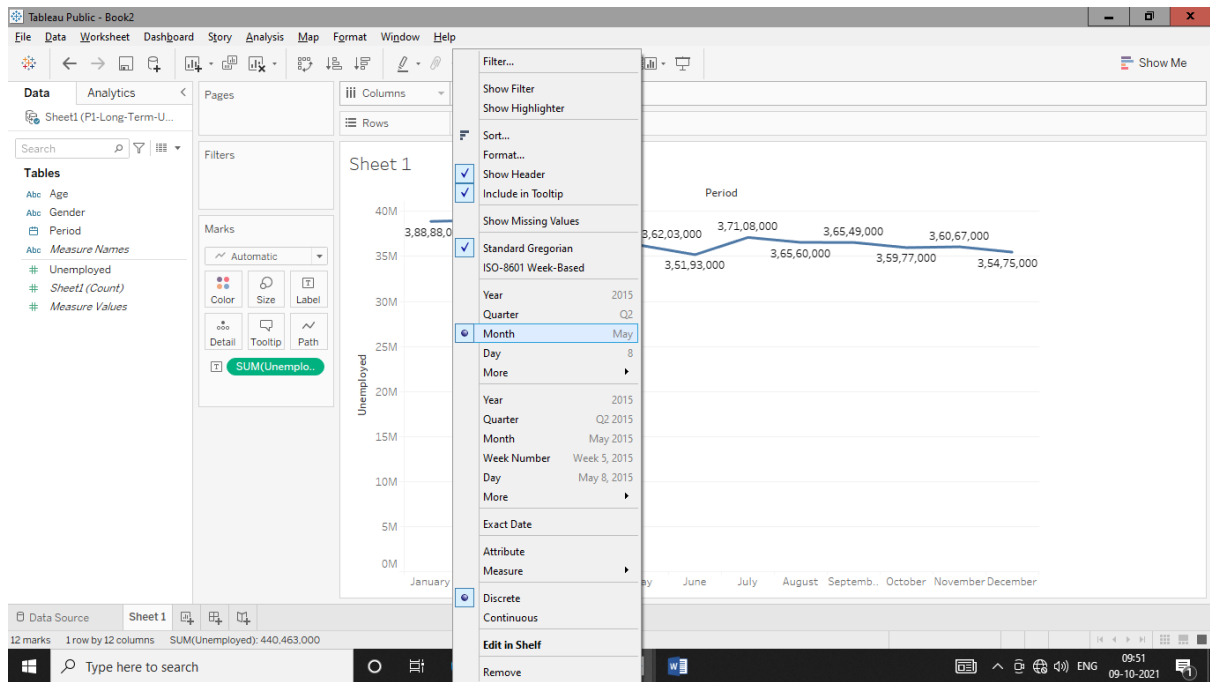 Tableau Public - Book2
File Data Worksheet Dashboard Story Analysis Map Format Window Help
Show Me
Data Analytics
Sheet1 (P1-Long-Term-U...
Search
Tables
Abc Age
Abc Gender
Period
Abc Measure Names
# Unemployed
# Sheet1 (Count)
# Measure Values
Pages
Filters
Marks
Automatic
Color Size Label
Detail Tooltip Path
SUM(Unemplo..
Columns
Rows
Sheet 1
Period
40M
35M
30M
25M
20M
15M
10M
5M
0M
Unemployed
3,88,88,0
3,62,03,000
3,51,93,000
3,71,08,000
3,65,60,000
3,65,49,000
3,59,77,000
3,60,67,000
3,54,75,000
January
ay June July August Septemb.. October November December
Filter...
Show Filter
Show Highlighter
Sort...
Format...
Show Header
Include in Tooltip
Show Missing Values
Standard Gregorian
ISO-8601 Week-Based
Year 2015
Quarter Q2
Month May
Day 8
More
Year 2015
Quarter Q2 2015
Month May 2015
Week Number Week 5, 2015
Day May 8, 2015
More
Exact Date
Attribute
Measure
Discrete
Continuous
Edit in Shelf
Remove
Data Source Sheet 1
12 marks 1 row by 12 columns SUM(Unemployed): 440,463,000
Type here to search
ENG
09:51
09-10-2021
1